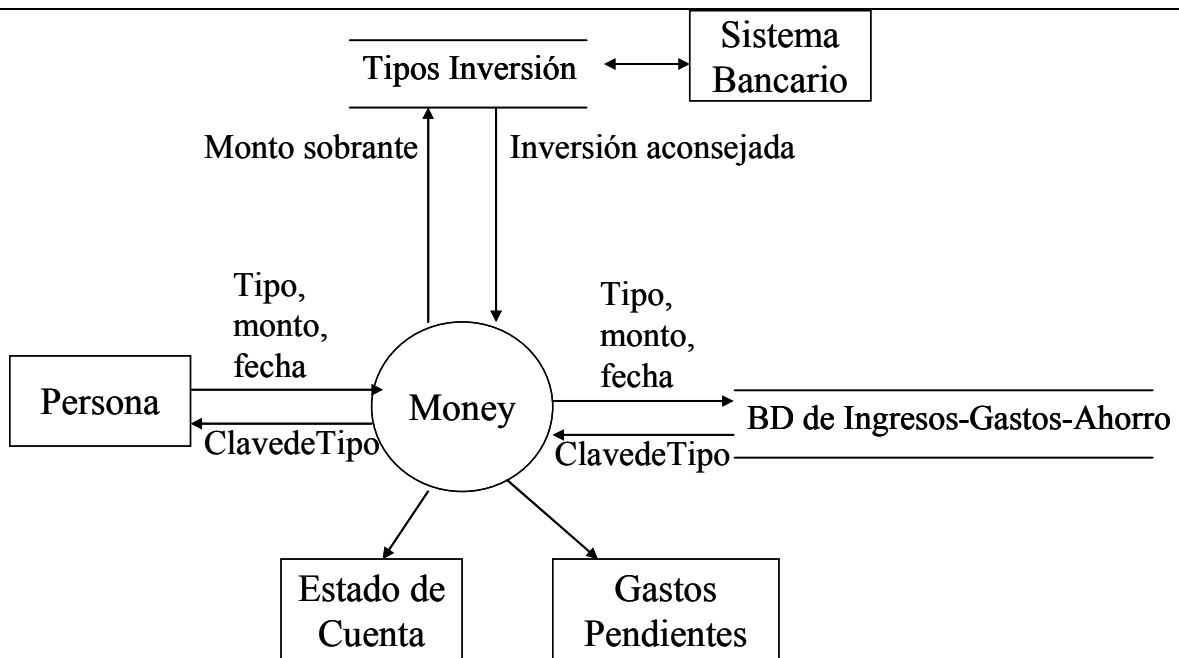 Sistema
Bancario
Tipos Inversión
Monto sobrante
Inversión aconsejada
Tipo,
monto,
fecha
Tipo,
monto,
fecha
Persona
Money
BD de Ingresos-Gastos-Ahorro
ClavedeTipo
ClavedeTipo
Estado de
Cuenta
Gastos
Pendientes